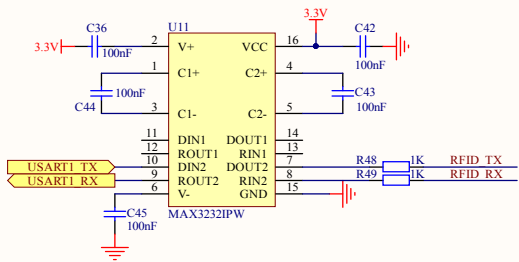 3.3V
C36
100nF
U11
3.3V
C42
100nF
2
V+
VCC
16
1
C1+
C2+
4
100nF
C44
C43
100nF
3
C1-
C2-
5
11
DIN1
DOUT1
14
12
ROUT1
RIN1
13
USART1_TX
10
DIN2
DOUT2
7
R48
1K
RFID_TX
USART1_RX
9
ROUT2
RIN2
8
R49
1K
RFID_RX
6
V-
GND
15
C45
100nF
MAX3232IPW